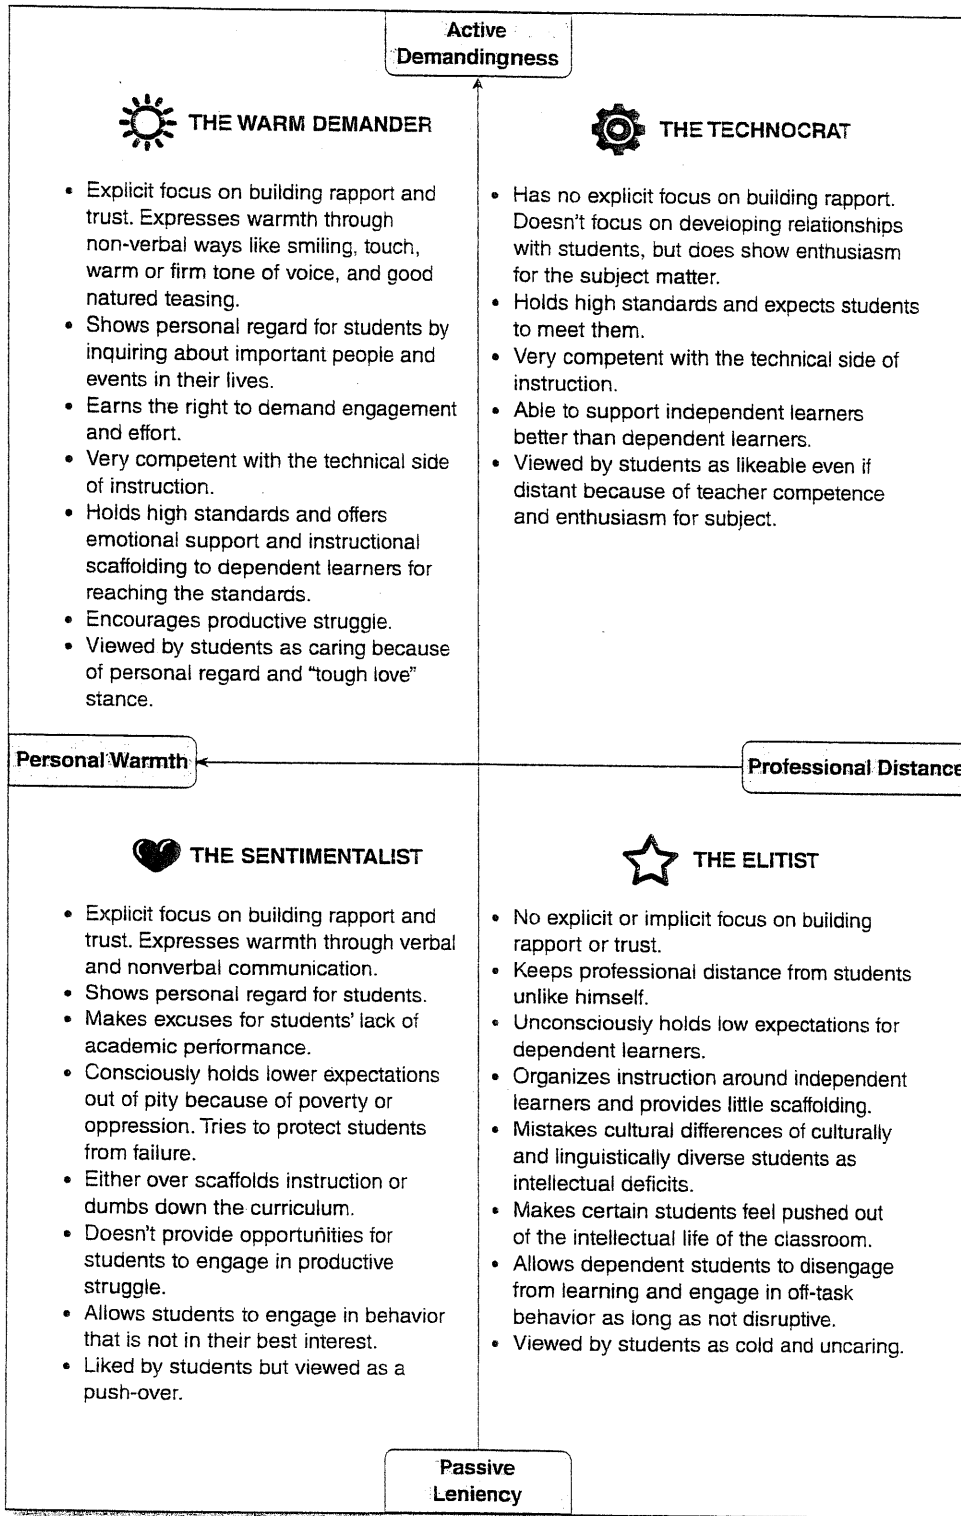 Active
Demandingness
THE WARM DEMANDER
• Explicit focus on building rapport and
trust. Expresses warmth through
non-verbal ways like smiling, touch,
warm or firm tone of voice, and good
natured teasing.
• Shows personal regard for students by
inquiring about important people and
events in their lives.
• Earns the right to demand engagement
and effort.
• Very competent with the technical side
of instruction.
• Holds high standards and offers
emotional support and instructional
scaffolding to dependent learners for
reaching the standards.
• Encourages productive struggle.
• Viewed by students as caring because
of personal regard and “tough love”
stance.
THE TECHNOCRAT
• Has no explicit focus on building rapport.
Doesn’t focus on developing relationships
with students, but does show enthusiasm
for the subject matter.
• Holds high standards and expects students
to meet them.
• Very competent with the technical side of
instruction.
• Able to support independent learners
better than dependent learners.
• Viewed by students as likeable even if
distant because of teacher competence
and enthusiasm for subject.
Personal Warmth
Professional Distance
THE SENTIMENTALIST
• Explicit focus on building rapport and
trust. Expresses warmth through verbal
and nonverbal communication.
• Shows personal regard for students.
• Makes excuses for students’ lack of
academic performance.
• Consciously holds lower expectations
out of pity because of poverty or
oppression. Tries to protect students
from failure.
• Either over scaffolds instruction or
dumbs down the curriculum.
• Doesn’t provide opportunities for
students to engage in productive
struggle.
• Allows students to engage in behavior
that is not in their best interest.
• Liked by students but viewed as a
push-over.
THE ELITIST
• No explicit or implicit focus on building
rapport or trust.
• Keeps professional distance from students
unlike himself.
• Unconsciously holds low expectations for
dependent learners.
• Organizes instruction around independent
learners and provides little scaffolding.
• Mistakes cultural differences of culturally
and linguistically diverse students as
intellectual deficits.
• Makes certain students feel pushed out
of the intellectual life of the classroom.
• Allows dependent students to disengage
from learning and engage in off-task
behavior as long as not disruptive.
• Viewed by students as cold and uncaring.
Passive
Leniency